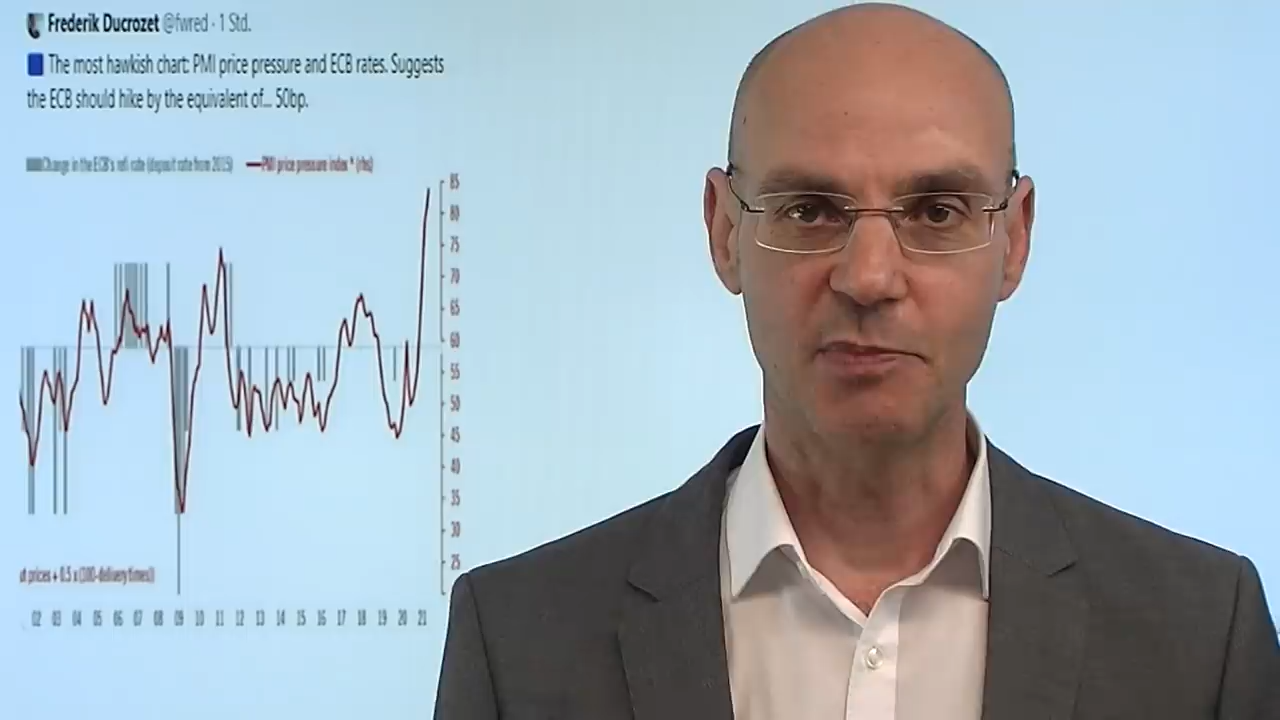 Frederik Ducrozet @fwred · 1 Std.
The most hawkish chart: PMI price pressure and ECB rates. Suggests
the ECB should hike by the equivalent of... 50bp.
Change in the ECB's refi rate (deposit rate from 2015) PMI price pressure index * (rhs)
85
80
75
70
65
60
55
50
45
40
35
30
25
ut prices + 0.5 x (100-delivery times))
02 03 04 05 06 07 08 09 10 11 12 13 14 15 16 17 18 19 20 21